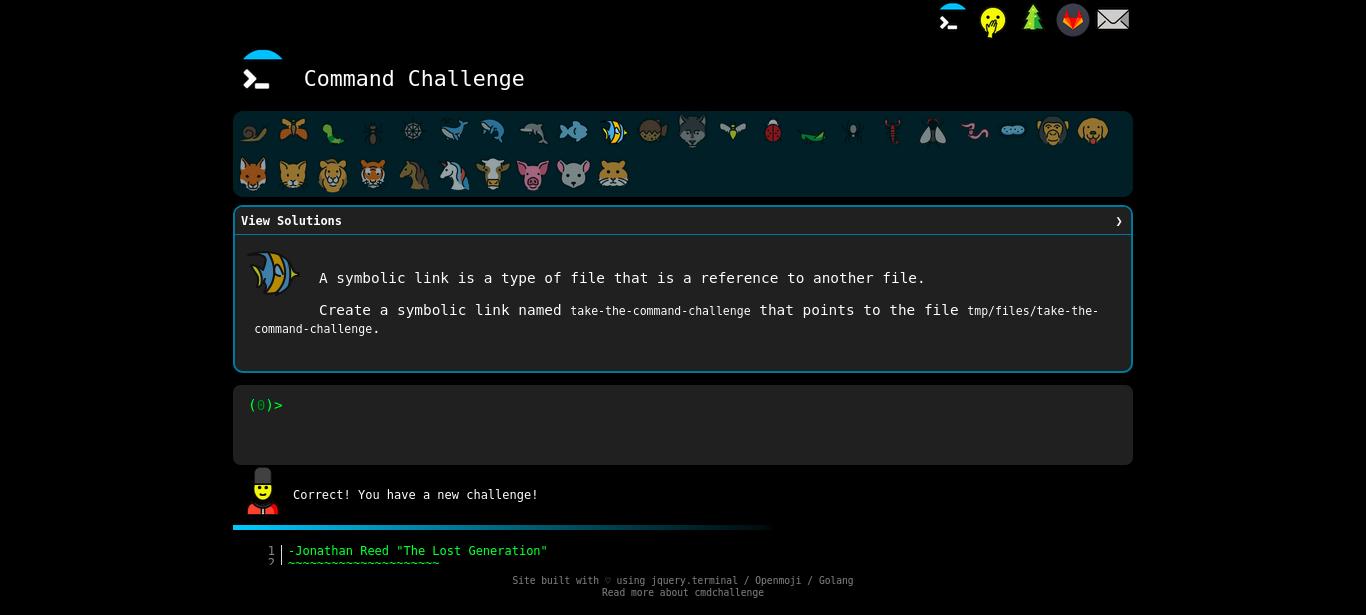 Command Challenge
View Solutions ❯
A symbolic link is a type of file that is a reference to another file.
Create a symbolic link named take-the-command-challenge that points to the file tmp/files/take-the-
command-challenge.
(0)>
Correct! You have a new challenge!
1 -Jonathan Reed "The Lost Generation"
2 ~~~~~~~~~~~~~~~~~~~~~
Site built with ♡ using jquery.terminal / Openmoji / Golang
Read more about cmdchallenge